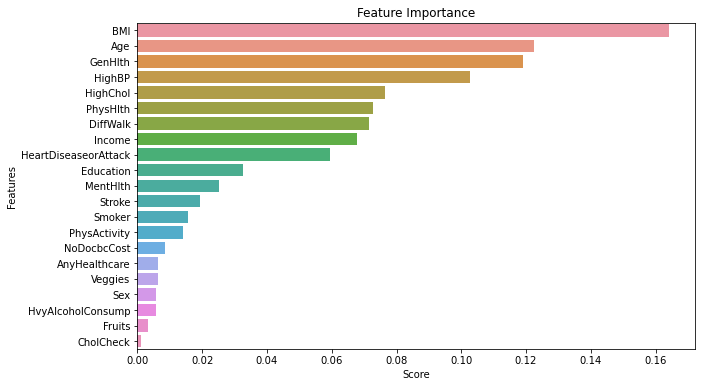 Feature Importance
BMI
Age
GenHlth
HighBP
HighChol
PhysHlth
DiffWalk
Income
HeartDiseaseorAttack
Education
MentHlth
Stroke
Smoker
PhysActivity
NoDocbcCost
AnyHealthcare
Veggies
Sex
HvyAlcoholConsump
Fruits
CholCheck
Features
0.00 0.02 0.04 0.06 0.08 0.10 0.12 0.14 0.16
Score